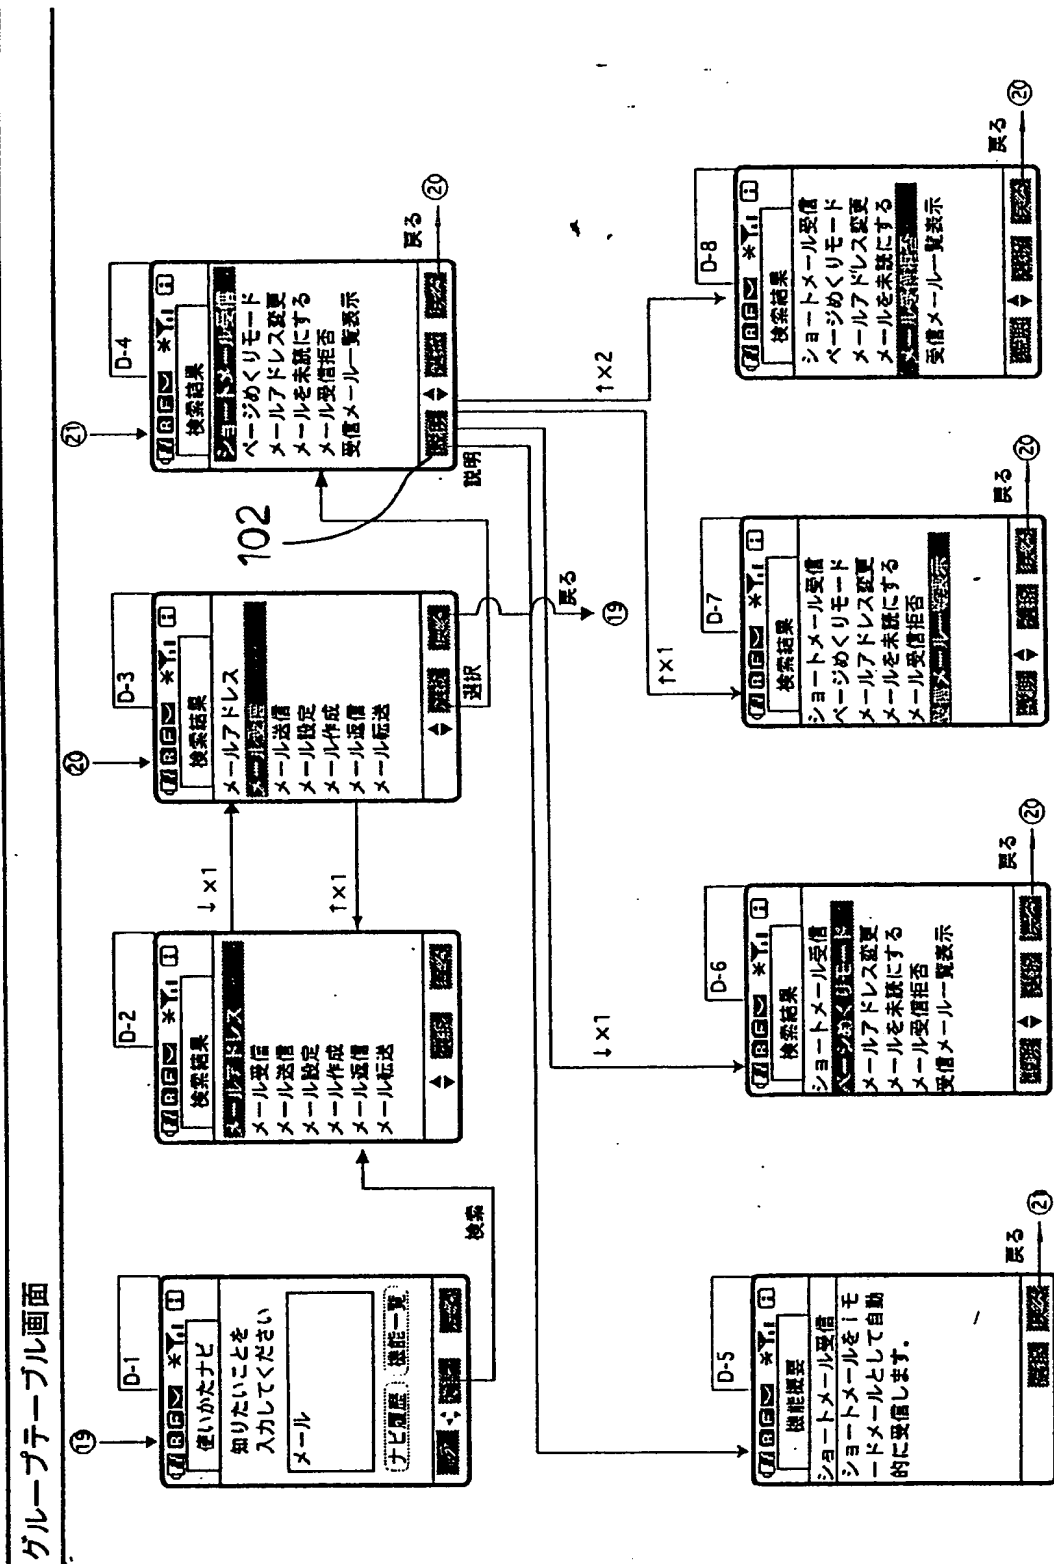 グループテーブル画面
⑲
D-1
使いかたナビ
知りたいことを
入力してください
メール
ナビ履歴 機能一覧
検索
D-2
検索結果
メールアドレス
メール受信
メール送信
メール設定
メール作成
メール返信
メール転送
↓×1
↑×1
⑳
D-3
検索結果
メールアドレス
メール受信
メール送信
メール設定
メール作成
メール返信
メール転送
選択
戻る
⑲
102
㉑
D-4
検索結果
ショートメール受信
ページめくりモード
メールアドレス変更
メールを未読にする
メール受信拒否
受信メール一覧表示
説明
戻る
⑳
D-5
機能概要
ショートメール受信
ショートメールをiモ
ードメールとして自動
的に受信します。
戻る
㉑
↓×1
D-6
検索結果
ショートメール受信
ページめくりモード
メールアドレス変更
メールを未読にする
メール受信拒否
受信メール一覧表示
戻る
⑳
↑×1
D-7
検索結果
ショートメール受信
ページめくりモード
メールアドレス変更
メールを未読にする
メール受信拒否
受信メール一覧表示
戻る
⑳
↑×2
D-8
検索結果
ショートメール受信
ページめくりモード
メールアドレス変更
メールを未読にする
メール受信拒否
受信メール一覧表示
戻る
⑳